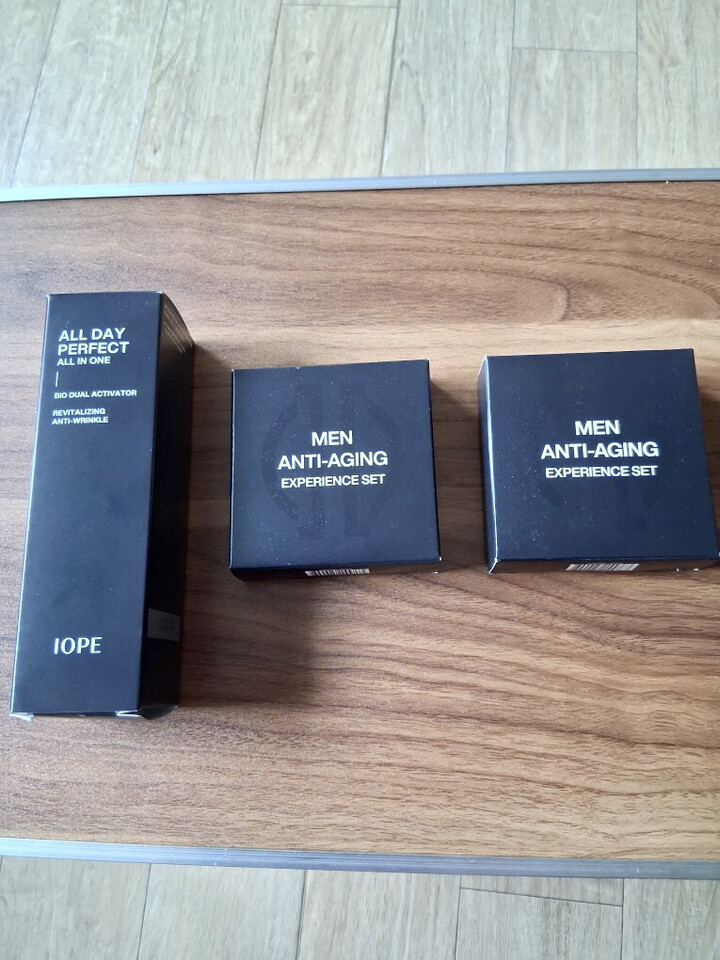 ALL DAY
PERFECT
ALL IN ONE
BIO DUAL ACTIVATOR
REVITALIZING
ANTI-WRINKLE
IOPE
MEN
ANTI-AGING
EXPERIENCE SET
MEN
ANTI-AGING
EXPERIENCE SET